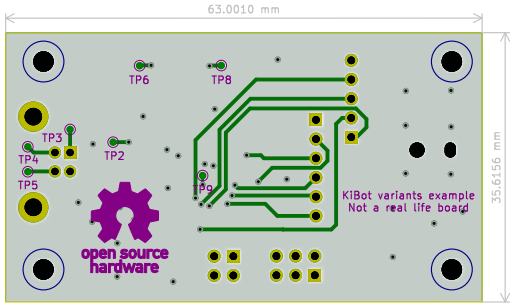 63.0010 mm
TP6
TP8
TP3
TP2
TP4
TP5
TP9
35.6156 mm
KiBot variants example
Not a real life board
open source
hardware